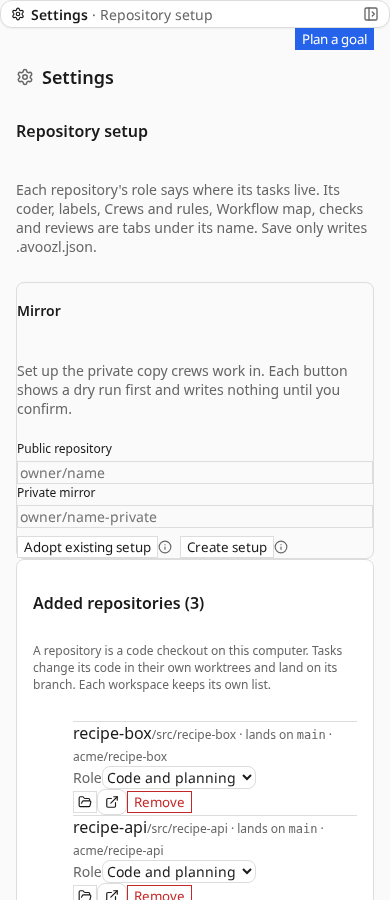 Settings · Repository setup
Plan a goal
Settings
Repository setup
Each repository's role says where its tasks live. Its
coder, labels, Crews and rules, Workflow map, checks
and reviews are tabs under its name. Save only writes
.avoozl.json.
Mirror
Set up the private copy crews work in. Each button
shows a dry run first and writes nothing until you
confirm.
Public repository
owner/name
Private mirror
owner/name-private
Adopt existing setup Create setup
Added repositories (3)
A repository is a code checkout on this computer. Tasks
change its code in their own worktrees and land on its
branch. Each workspace keeps its own list.
recipe-box/src/recipe-box · lands on main ·
acme/recipe-box
Role Code and planning
Remove
recipe-api/src/recipe-api · lands on main ·
acme/recipe-api
Role Code and planning
Remove